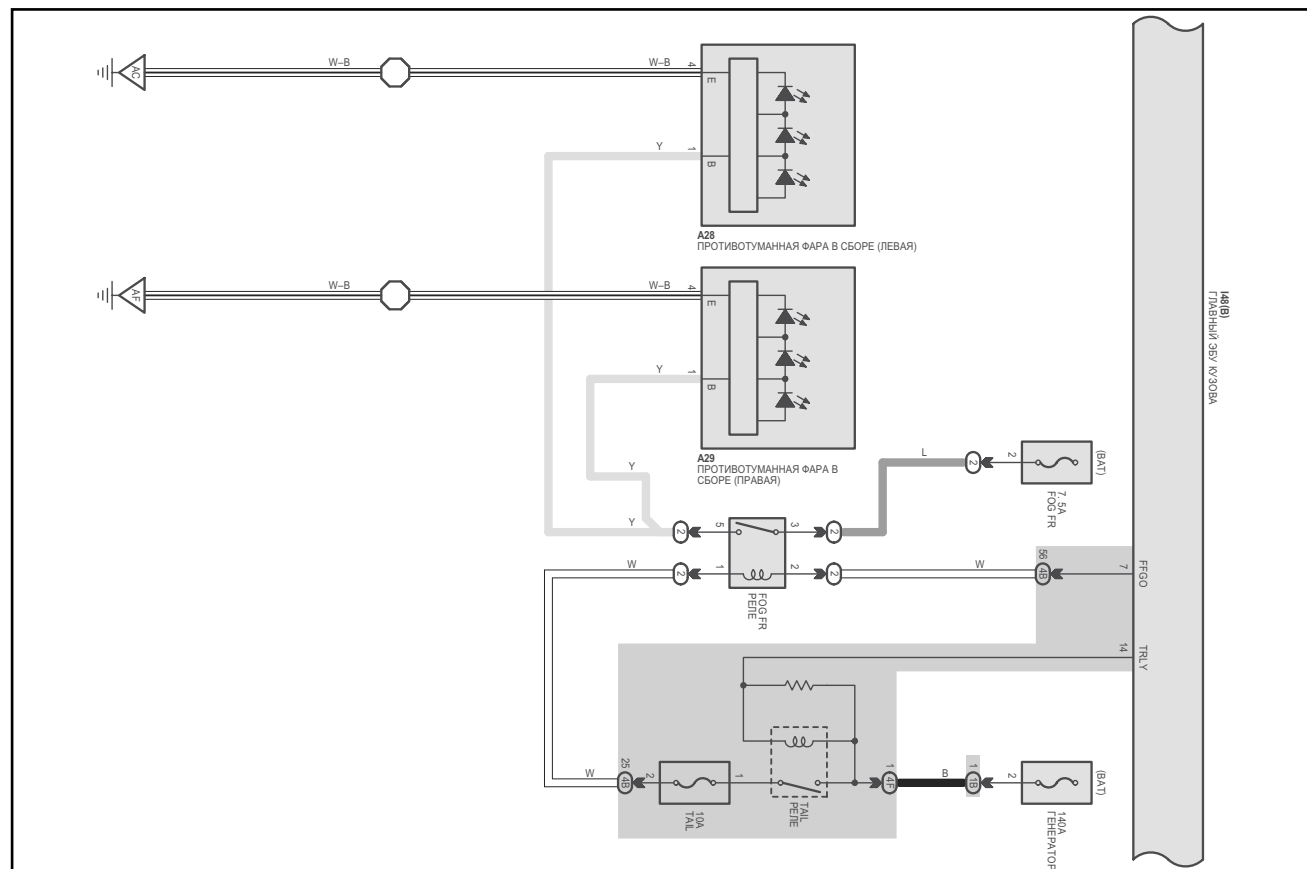 AC
W–B
W–B
4
E
Y
1
B
A28
ПРОТИВОТУМАННАЯ ФАРА В СБОРЕ (ЛЕВАЯ)
AF
W–B
W–B
4
E
Y
1
B
A29
ПРОТИВОТУМАННАЯ ФАРА В
СБОРЕ (ПРАВАЯ)
Y
Y
I48(B)
ГЛАВНЫЙ ЭБУ КУЗОВА
L
2
2
(BAT)
7. 5A
FOG FR
2
5
3
2
W
2
1
2
2
W
56
4B
7
FFGO
FOG FR
РЕЛЕ
14
TRLY
W
25
4B
2
1
10A
TAIL
TAIL
РЕЛЕ
1
4F
B
1
1B
2
(BAT)
140A
ГЕНЕРАТОР